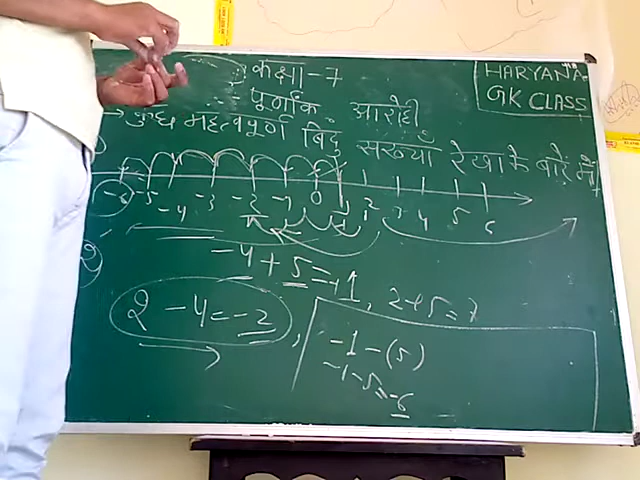 कक्षा -7
HARYANA
GK CLASS
पूर्णांक आरोही
→ कुछ महत्वपूर्ण बिंदु संख्याँ रेखा के बारे में
-6 -5 -4 -3 -2 -1 0 1 2 3 4 5 6
-4+5=+1, 2+5=7
2-4=-2,
-1-(5)
-1-5=-6